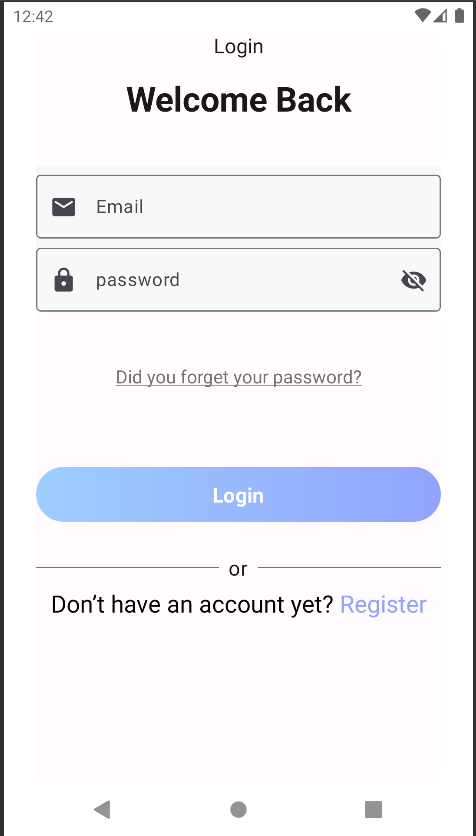 12:42
Login
Welcome Back
Email
password
Did you forget your password?
Login
or
Don’t have an account yet? Register